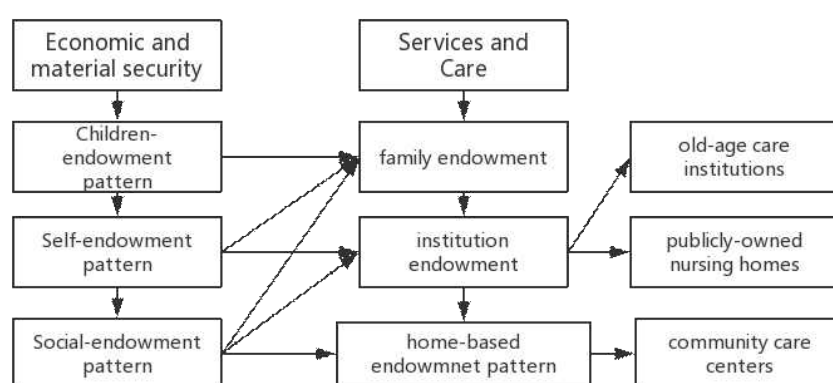 Economic and
material security
Services and
Care
Children-
endowment
pattern
family endowment
old-age care
institutions
Self-endowment
pattern
institution
endowment
publicly-owned
nursing homes
Social-endowment
pattern
home-based
endowmnet pattern
community care
centers